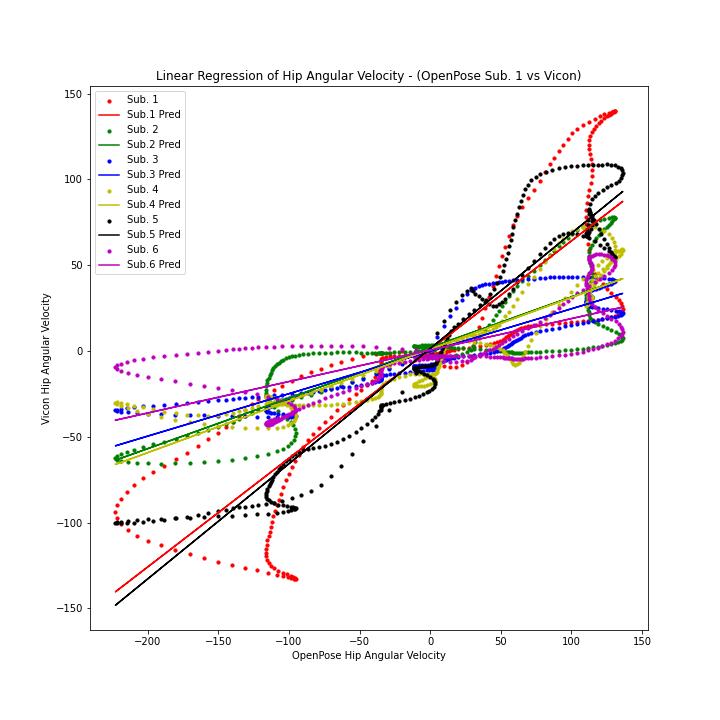 Linear Regression of Hip Angular Velocity - (OpenPose Sub. 1 vs Vicon)
Sub. 1
Sub.1 Pred
Sub. 2
Sub.2 Pred
Sub. 3
Sub.3 Pred
Sub. 4
Sub.4 Pred
Sub. 5
Sub.5 Pred
Sub. 6
Sub.6 Pred
150
100
50
0
−50
−100
−150
Vicon Hip Angular Velocity
−200
−150
−100
−50
0
50
100
150
OpenPose Hip Angular Velocity